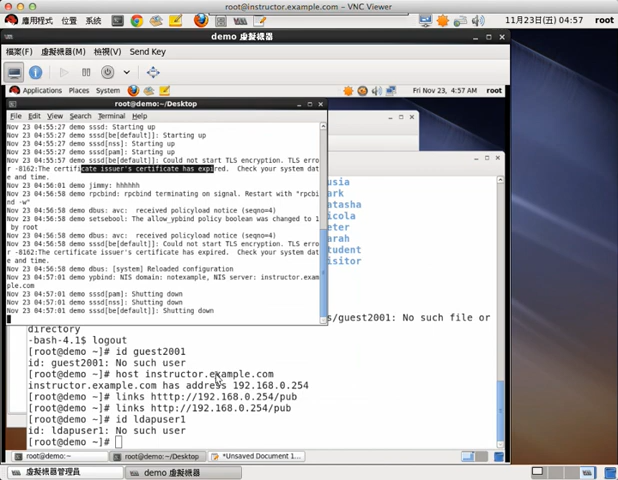 root@instructor.example.com - VNC Viewer
應用程式 位置 系統
11月23日(五) 04:57 root
demo 虛擬機器
檔案(F) 虛擬機器(M) 檢視(V) Send Key
Applications Places System
Fri Nov 23, 4:57 AM root
root@demo:~/Desktop
File Edit View Search Terminal Help
Nov 23 04:55:27 demo sssd: Starting up
Nov 23 04:55:27 demo sssd[be[default]]: Starting up
Nov 23 04:55:27 demo sssd[nss]: Starting up
Nov 23 04:55:27 demo sssd[pam]: Starting up
Nov 23 04:55:57 demo sssd[be[default]]: Could not start TLS encryption. TLS erro
r -8162:The certificate issuer's certificate has expired.  Check your system dat
e and time.
Nov 23 04:56:01 demo jimmy: hhhhhh
Nov 23 04:56:58 demo rpcbind: rpcbind terminating on signal. Restart with "rpcbi
nd -w"
Nov 23 04:56:58 demo dbus: avc:  received policyload notice (seqno=4)
Nov 23 04:56:58 demo setsebool: The allow_ypbind policy boolean was changed to 1
by root
Nov 23 04:56:58 demo dbus: avc:  received policyload notice (seqno=4)
Nov 23 04:56:58 demo sssd[be[default]]: Could not start TLS encryption. TLS erro
r -8162:The certificate issuer's certificate has expired.  Check your system dat
e and time.
Nov 23 04:56:58 demo dbus: [system] Reloaded configuration
Nov 23 04:57:01 demo ypbind: NIS domain: notexample, NIS server: instructor.exam
ple.com
Nov 23 04:57:01 demo sssd[pam]: Shutting down
Nov 23 04:57:01 demo sssd[nss]: Shutting down
Nov 23 04:57:01 demo sssd[be[default]]: Shutting down
usia
ark
atasha
icola
eter
arah
tudent
isitor
s/guest2001: No such file or
directory
-bash-4.1$ logout
[root@demo ~]# id guest2001
id: guest2001: No such user
[root@demo ~]# host instructor.example.com
instructor.example.com has address 192.168.0.254
[root@demo ~]# links htttp://192.168.0.254/pub
[root@demo ~]# links http://192.168.0.254/pub
[root@demo ~]# id ldapuser1
id: ldapuser1: No such user
[root@demo ~]#
root@demo:~
root@demo:~/Desktop
*Unsaved Document 1...
虛擬機器管理員
demo 虛擬機器